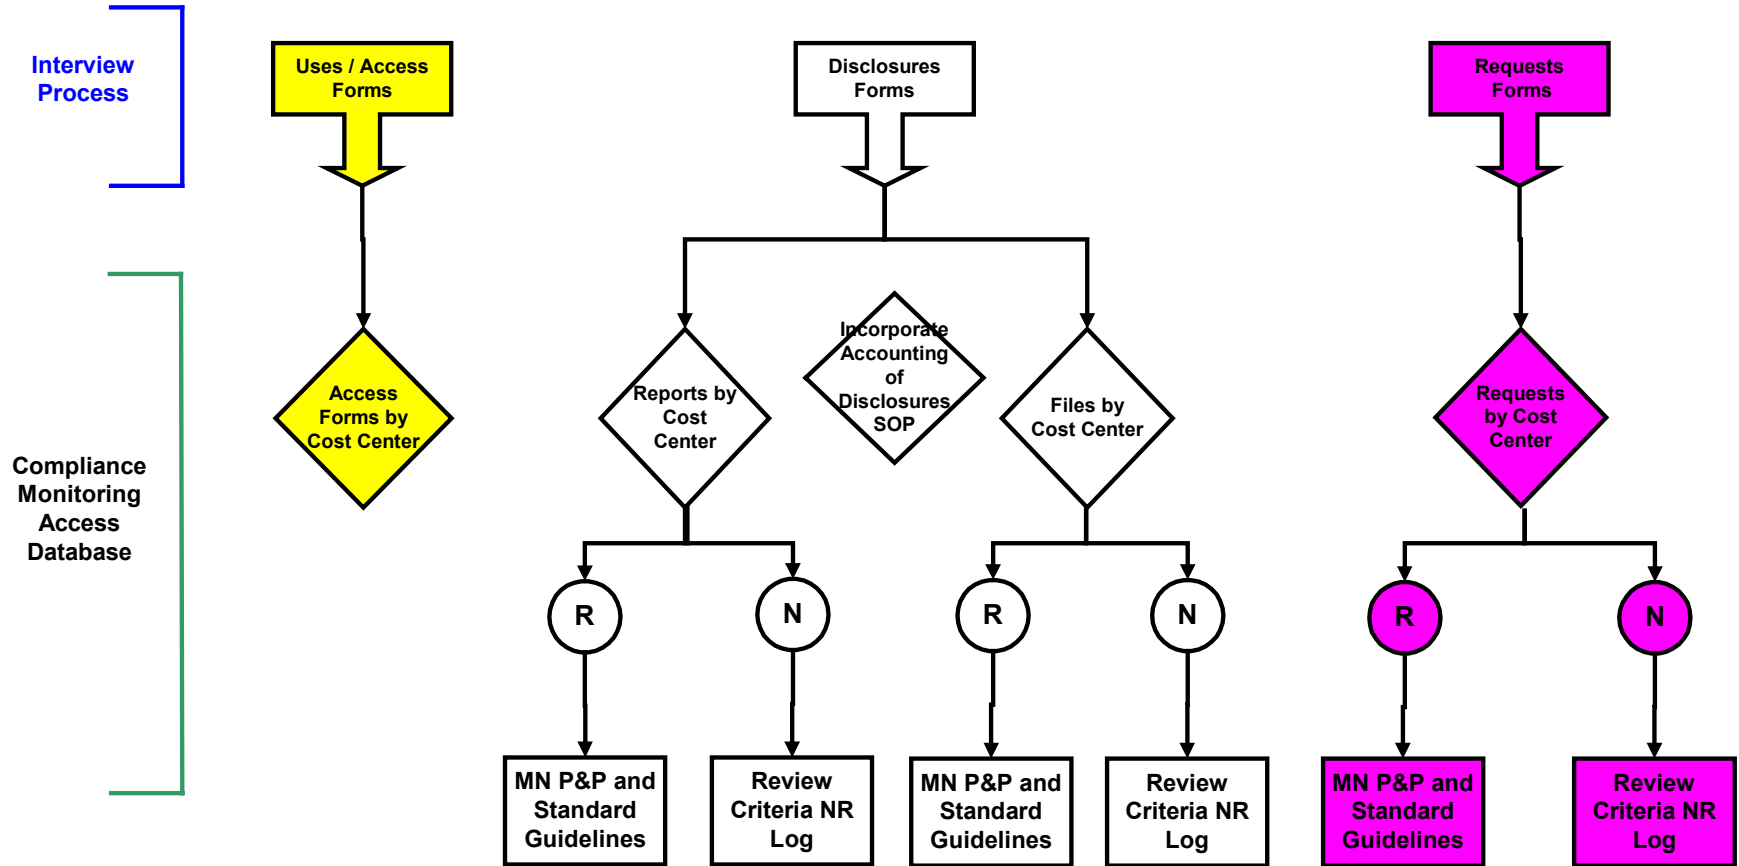 Interview
Process
Uses / Access
Forms
Disclosures
Forms
Requests
Forms
Compliance
Monitoring
Access
Database
Access
Forms by
Cost Center
Reports by
Cost
Center
Incorporate
Accounting
of
Disclosures
SOP
Files by
Cost Center
Requests
by Cost
Center
R
N
R
N
R
N
MN P&P and
Standard
Guidelines
Review
Criteria NR
Log
MN P&P and
Standard
Guidelines
Review
Criteria NR
Log
MN P&P and
Standard
Guidelines
Review
Criteria NR
Log